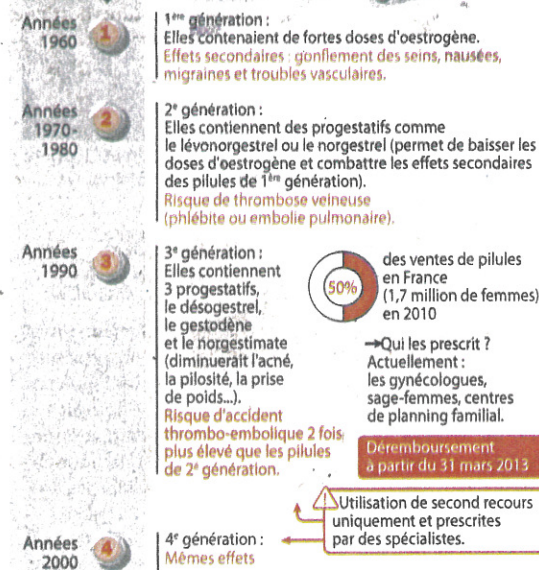 Années
1960
1
1ère génération :
Elles contenaient de fortes doses d'oestrogène.
Effets secondaires : gonflement des seins, nausées,
migraines et troubles vasculaires.
Années
1970-
1980
2
2e génération :
Elles contiennent des progestatifs comme
le lévonorgestrel ou le norgestrel (permet de baisser les
doses d'oestrogène et combattre les effets secondaires
des pilules de 1ère génération).
Risque de thrombose veineuse
(phlébite ou embolie pulmonaire).
Années
1990
3
3e génération :
Elles contiennent
3 progestatifs,
le désogestrel,
le gestodène
et le norgestimate
(diminuerait l'acné,
la pilosité, la prise
de poids...).
Risque d'accident
thrombo-embolique 2 fois
plus élevé que les pilules
de 2e génération.
50%
des ventes de pilules
en France
(1,7 million de femmes)
en 2010
→Qui les prescrit ?
Actuellement :
les gynécologues,
sage-femmes, centres
de planning familial.
Déremboursement
à partir du 31 mars 2013
Utilisation de second recours
uniquement et prescrites
par des spécialistes.
Années
2000
4
4e génération :
Mêmes effets